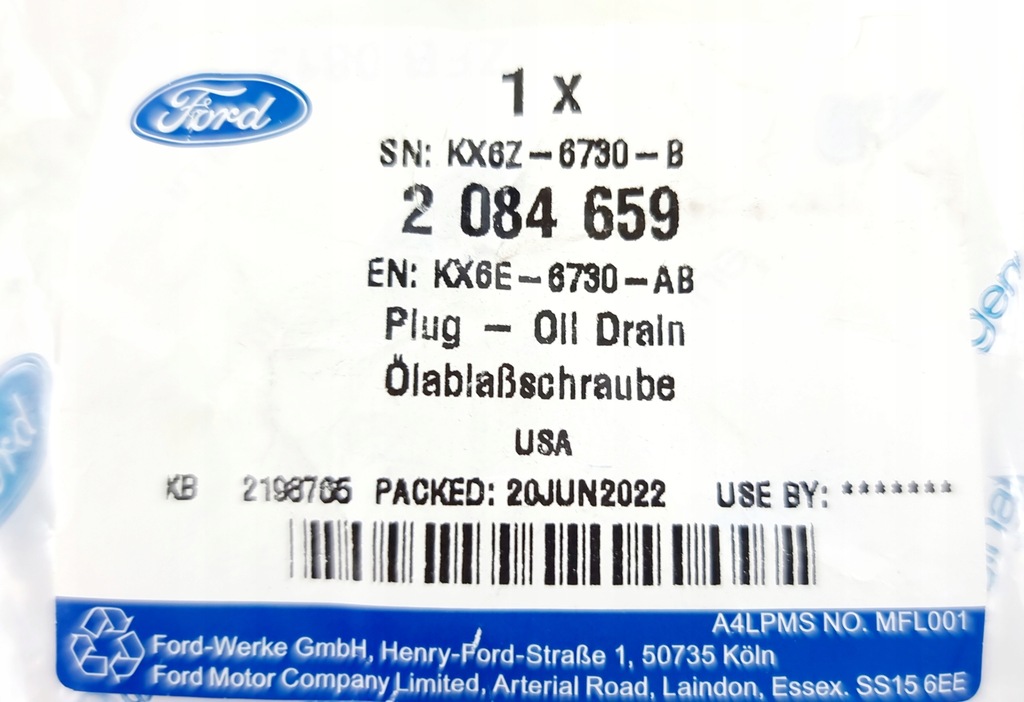 Ford
1 x
SN: KX6Z-6730-B
2 084 659
EN: KX6E-6730-AB
Plug - Oil Drain
Ölablaßschraube
USA
KB 2198765 PACKED: 20JUN2022 USE BY: *******
A4LPMS NO. MFL001
Ford-Werke GmbH, Henry-Ford-Straße 1, 50735 Köln
Ford Motor Company Limited, Arterial Road, Laindon, Essex. SS15 6EE